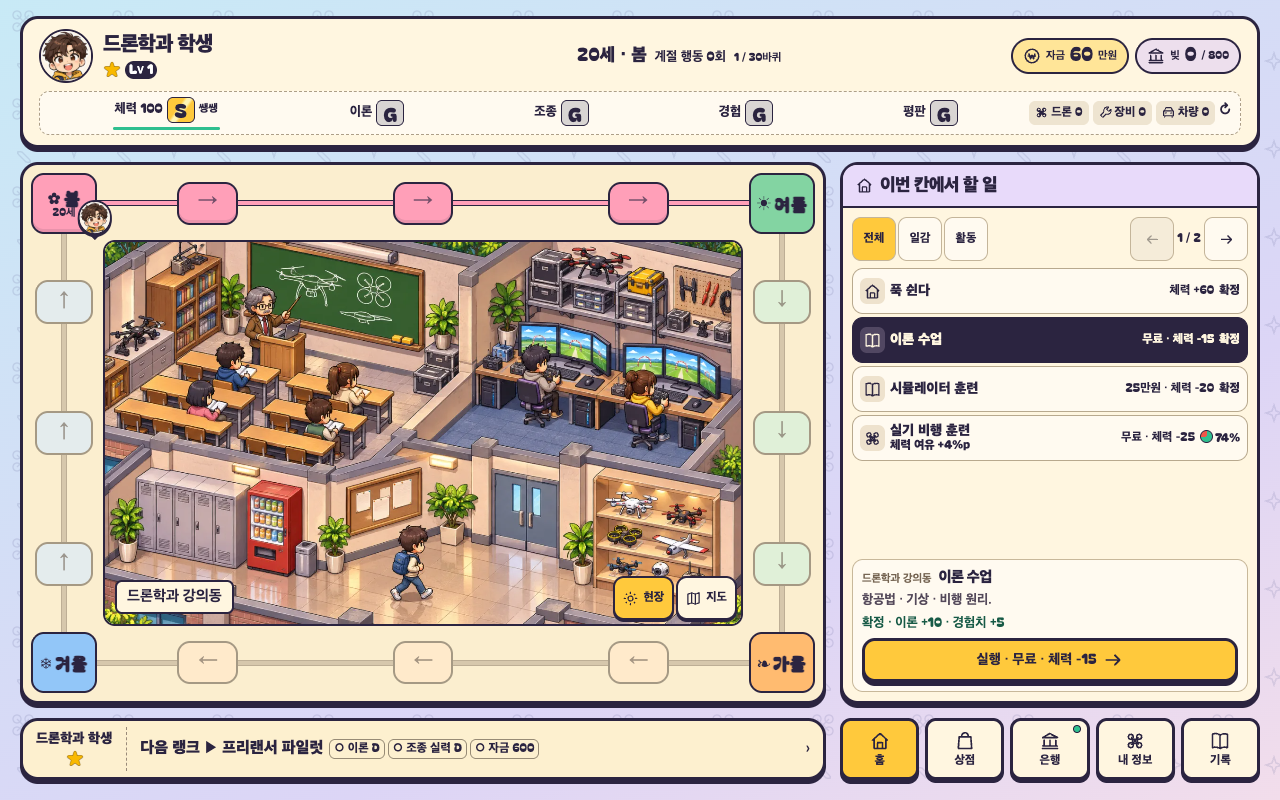 드론학과 학생
Lv 1
20세 · 봄 계절 행동 0회 1 / 30바퀴
자금 60 만원
빚 0 / 800
체력 100 S 쌩쌩
이론 G
조종 G
경험 G
평판 G
드론 0
장비 0
차량 0
봄
20세
여름
드론학과 강의동
현장
지도
겨울
가을
이번 칸에서 할 일
전체
일감
활동
1 / 2
푹 쉰다
체력 +60 확정
이론 수업
무료 · 체력 -15 확정
시뮬레이터 훈련
25만원 · 체력 -20 확정
실기 비행 훈련
체력 여유 +4%p
무료 · 체력 -25 74%
드론학과 강의동 이론 수업
항공법 · 기상 · 비행 원리.
확정 · 이론 +10 · 경험치 +5
실행 · 무료 · 체력 -15 →
드론학과 학생
다음 랭크 ▶ 프리랜서 파일럿
이론 D
조종 실력 D
자금 600
홈
상점
은행
내 정보
기록